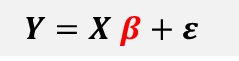 Y = X β + ε